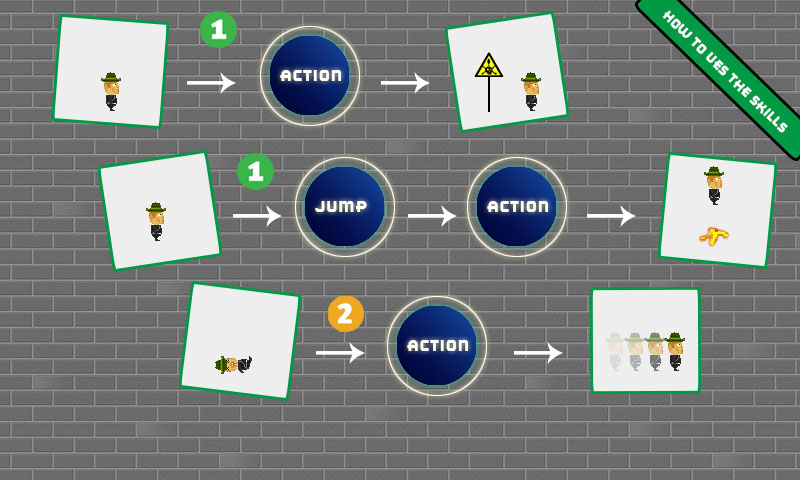 HOW TO UES THE SKILLS
1
ACTION
1
JUMP
ACTION
2
ACTION